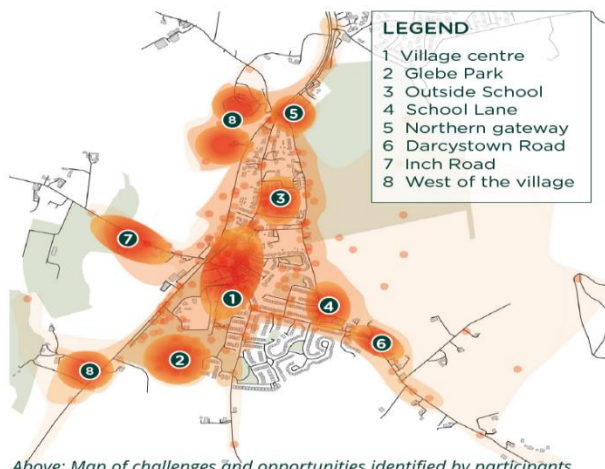 LEGEND
1 Village centre
2 Glebe Park
3 Outside School
4 School Lane
5 Northern gateway
6 Darcystown Road
7 Inch Road
8 West of the village
8
5
3
7
1
4
6
2
8
Above: Map of challenges and opportunities identified by participants